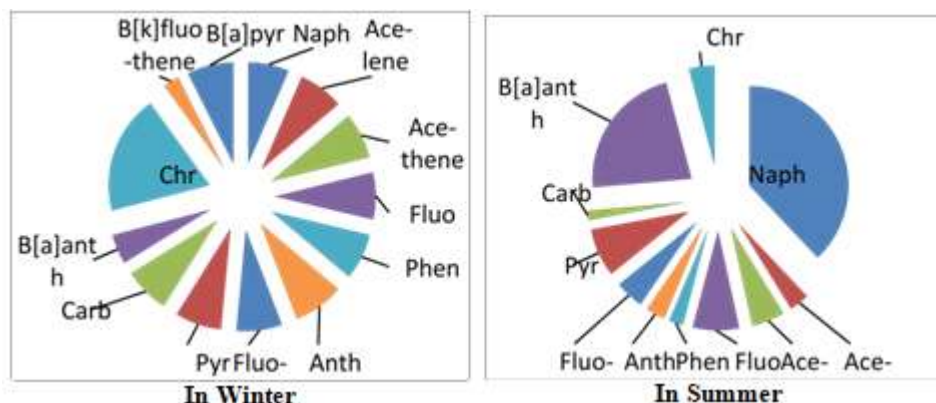 B[k]fluo
-thene
B[a]pyr
Naph
Ace-
lene
Ace-
thene
Fluo
Phen
Anth
Fluo-
Pyr
Carb
B[a]ant
h
Chr
In Winter
Chr
B[a]ant
h
Naph
Carb
Pyr
Fluo-
Anth
Phen
Fluo
Ace-
Ace-
In Summer